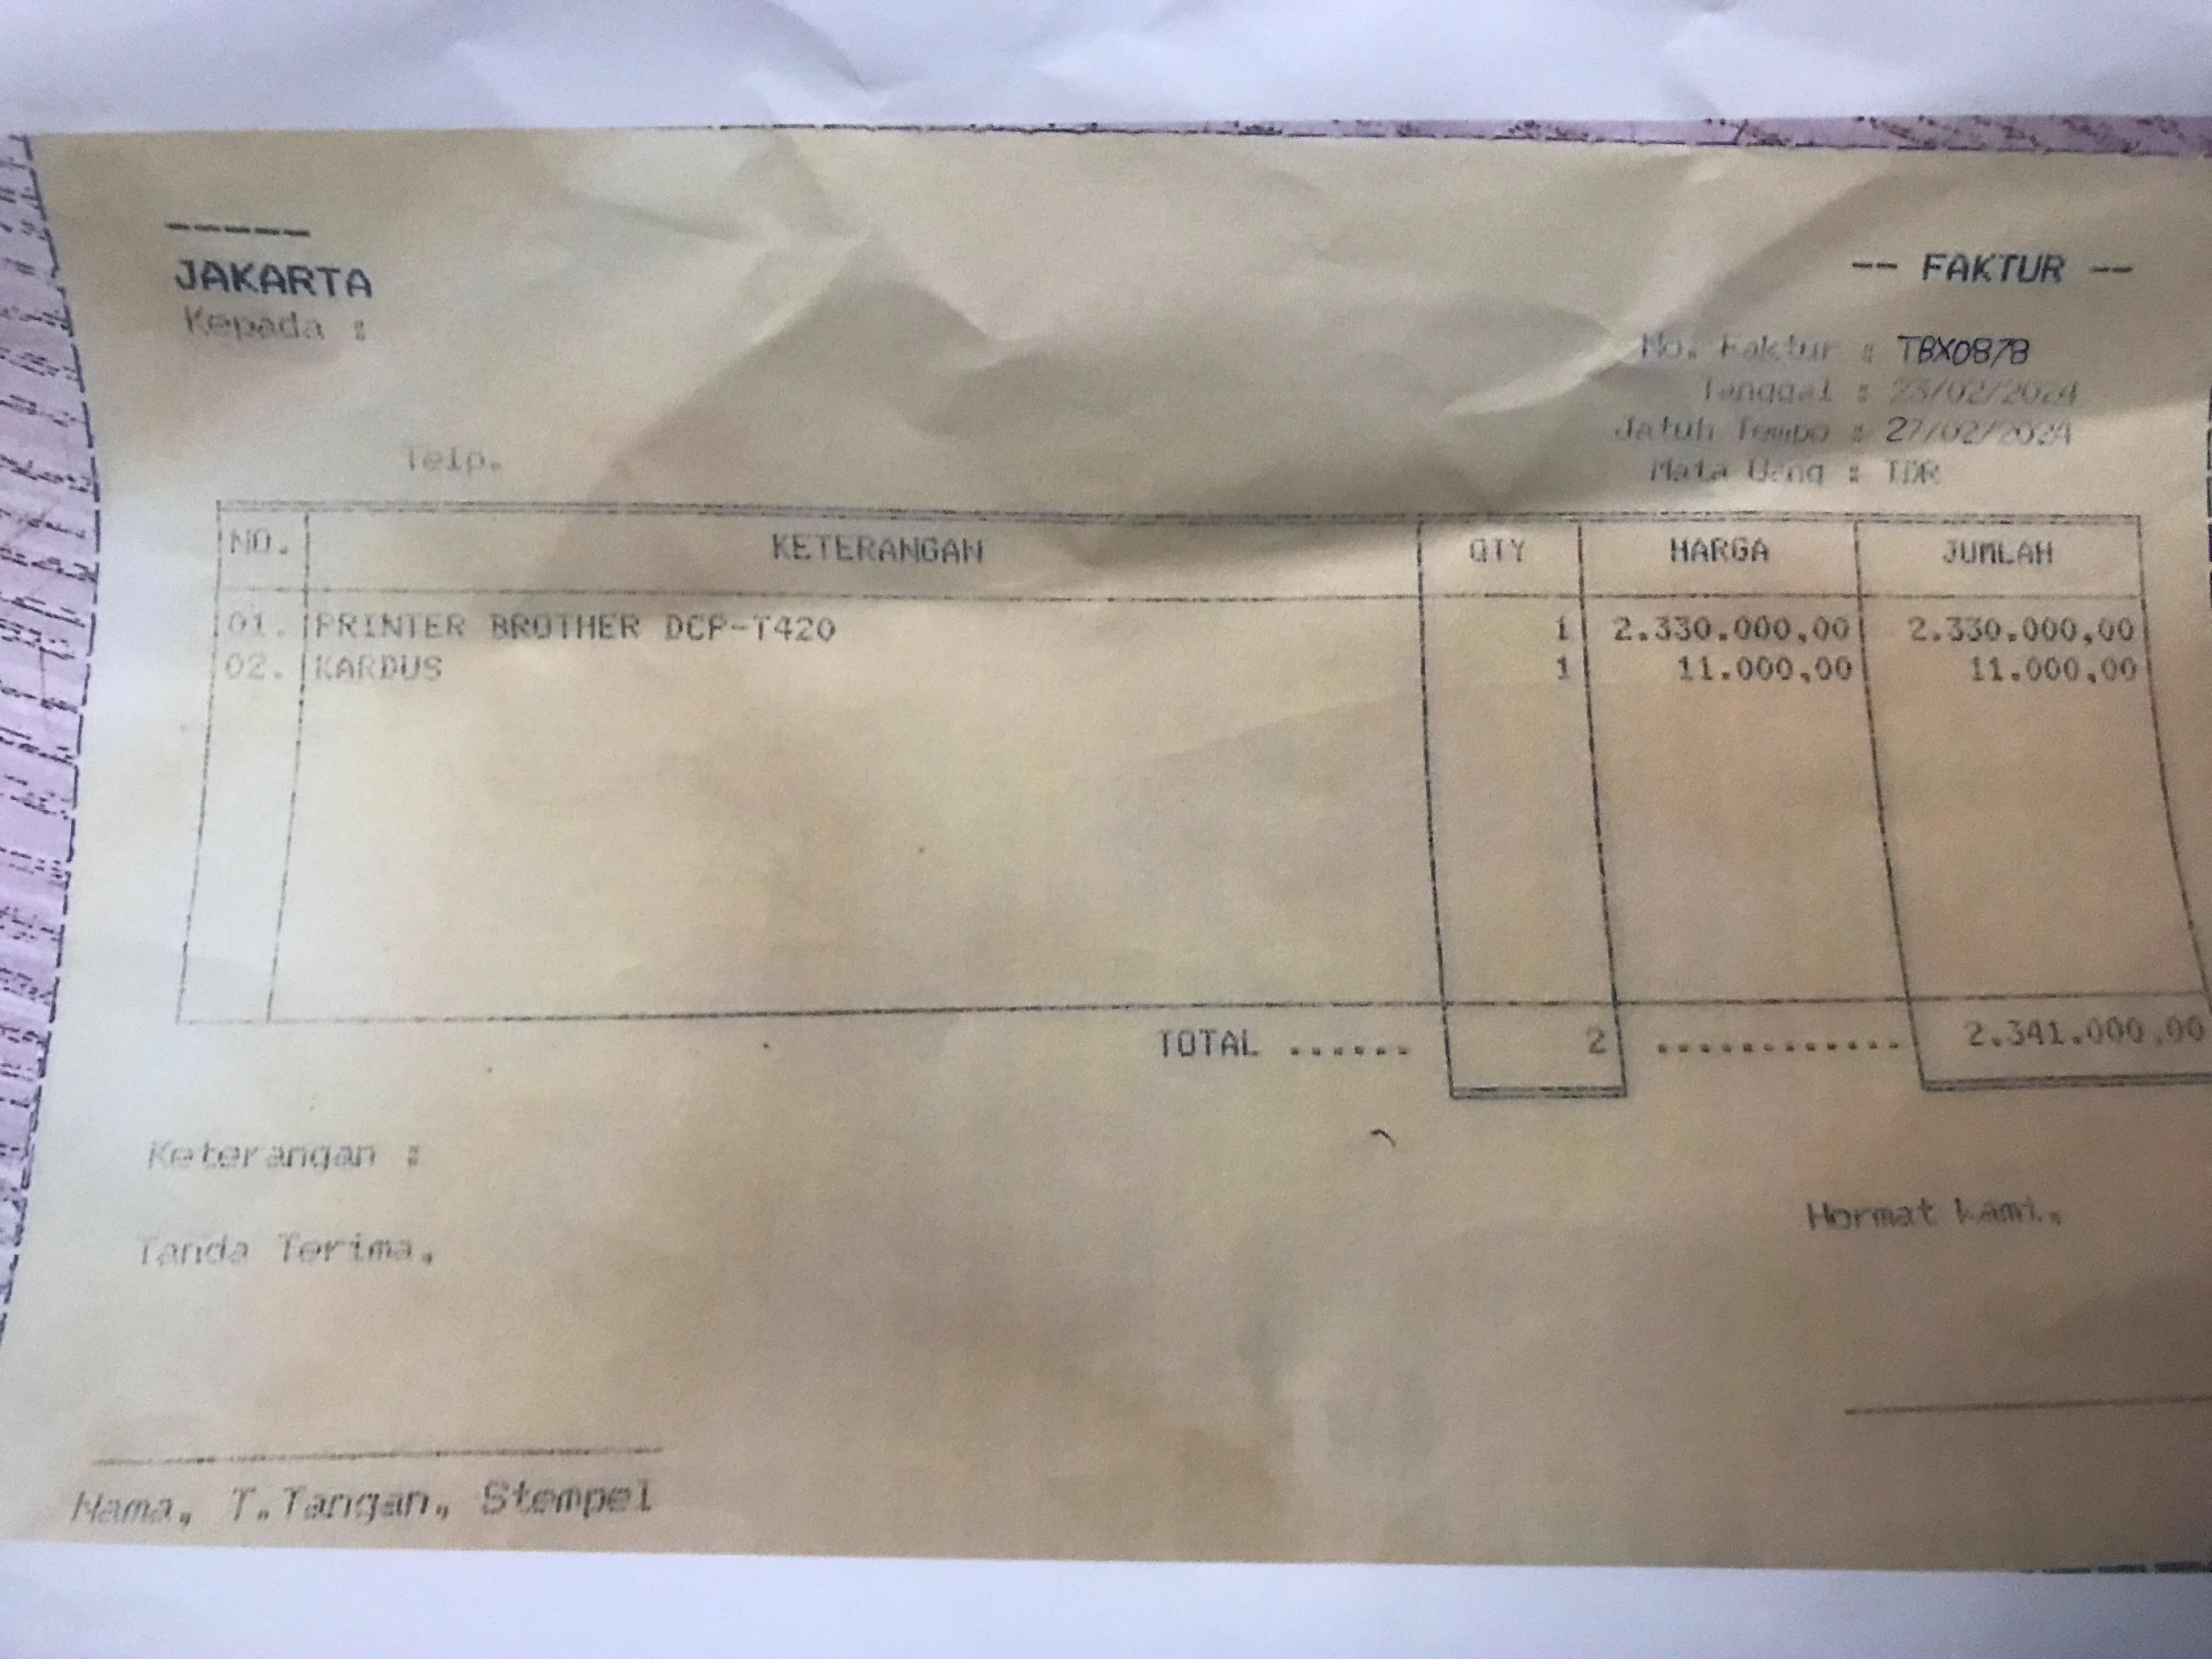 JAKARTA
-- FAKTUR --
Kepada :
No. Faktur : TBX0878
Tanggal : 23/02/2024
Jatuh Tempo : 27/02/2024
Telp.
Mata Uang : IDR
NO. KETERANGAN QTY HARGA JUMLAH
01. PRINTER BROTHER DCP-T420 1 2.330.000,00 2.330.000,00
02. KARDUS 1 11.000,00 11.000,00
TOTAL ...... 2 ............ 2.341.000,00
Keterangan :
Tanda Terima,
Hormat kami,
Nama, T.Tangan, Stempel